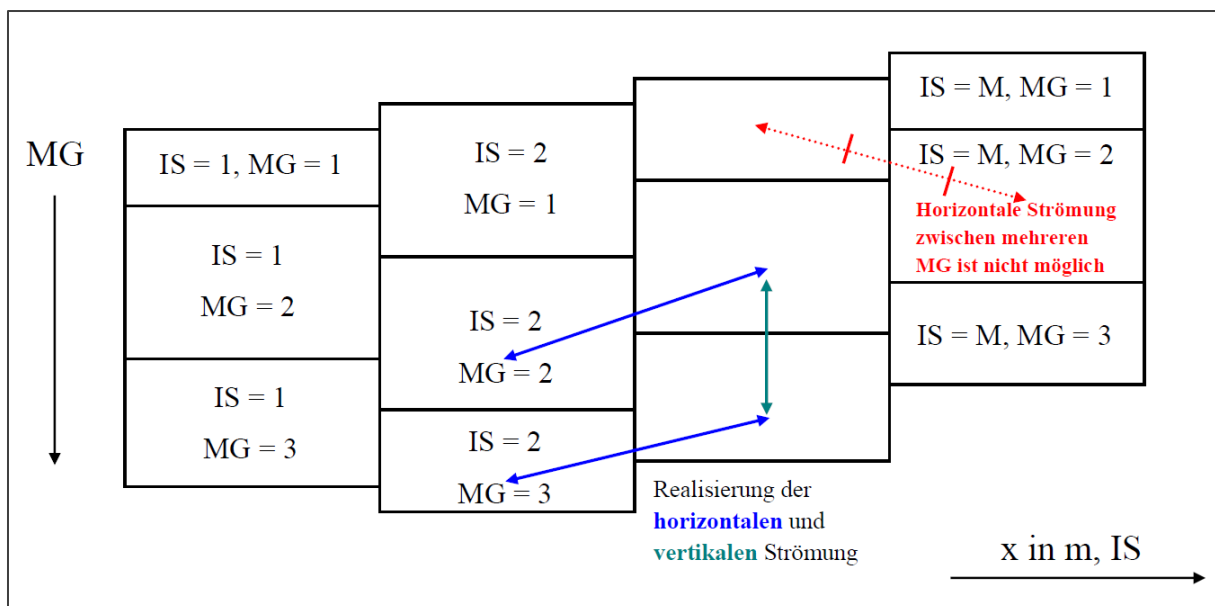 MG
IS = 1, MG = 1
IS = 1
MG = 2
IS = 1
MG = 3
IS = 2
MG = 1
IS = 2
MG = 2
IS = 2
MG = 3
IS = M, MG = 1
IS = M, MG = 2
Horizontale Strömung
zwischen mehreren
MG ist nicht möglich
IS = M, MG = 3
Realisierung der
horizontalen und
vertikalen Strömung
x in m, IS